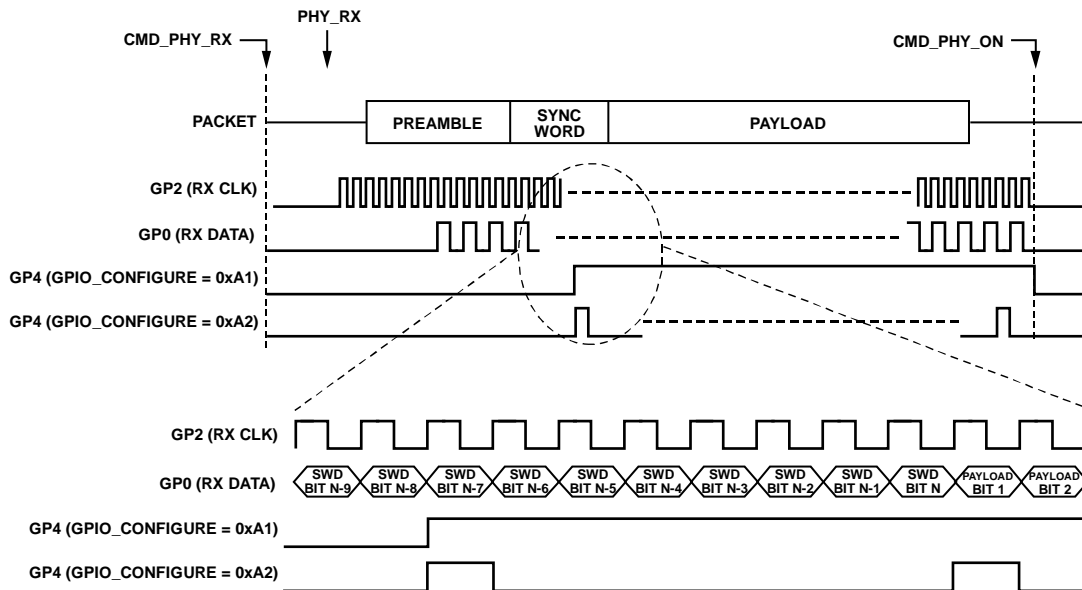 PHY_RX
CMD_PHY_RX
CMD_PHY_ON
PACKET
PREAMBLE
SYNC
WORD
PAYLOAD
GP2 (RX CLK)
GP0 (RX DATA)
GP4 (GPIO_CONFIGURE = 0xA1)
GP4 (GPIO_CONFIGURE = 0xA2)
GP2 (RX CLK)
GP0 (RX DATA)
SWD
BIT N-9
SWD
BIT N-8
SWD
BIT N-7
SWD
BIT N-6
SWD
BIT N-5
SWD
BIT N-4
SWD
BIT N-3
SWD
BIT N-2
SWD
BIT N-1
SWD
BIT N
PAYLOAD
BIT 1
PAYLOAD
BIT 2
GP4 (GPIO_CONFIGURE = 0xA1)
GP4 (GPIO_CONFIGURE = 0xA2)